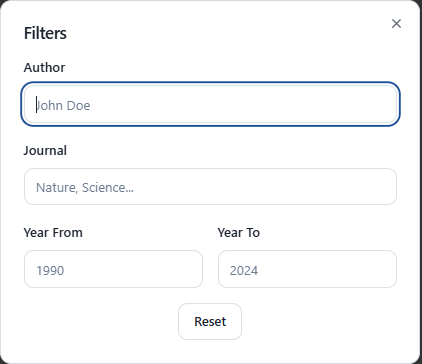 Filters
Author
John Doe
Journal
Nature, Science...
Year From
Year To
1990
2024
Reset